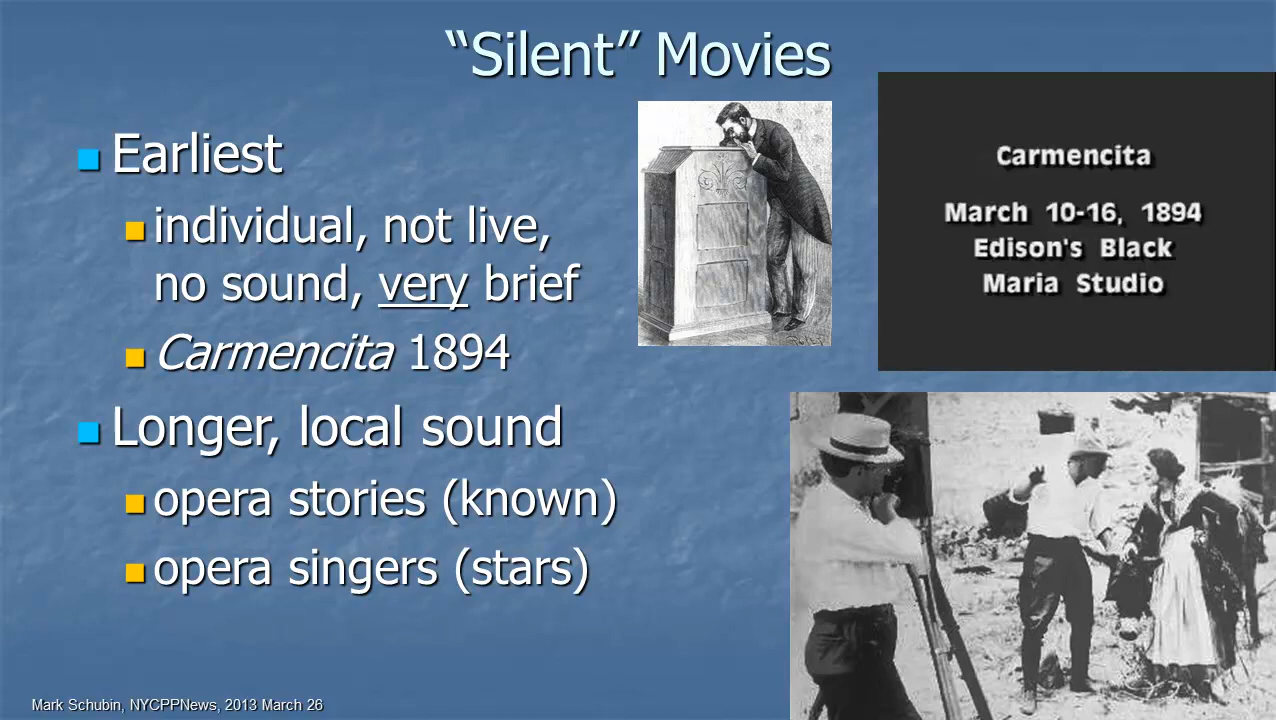 “Silent” Movies
Earliest
individual, not live,
no sound, very brief
Carmencita 1894
Longer, local sound
opera stories (known)
opera singers (stars)
Carmencita
March 10-16, 1894
Edison's Black
Maria Studio
Mark Schubin, NYCPPNews, 2013 March 26